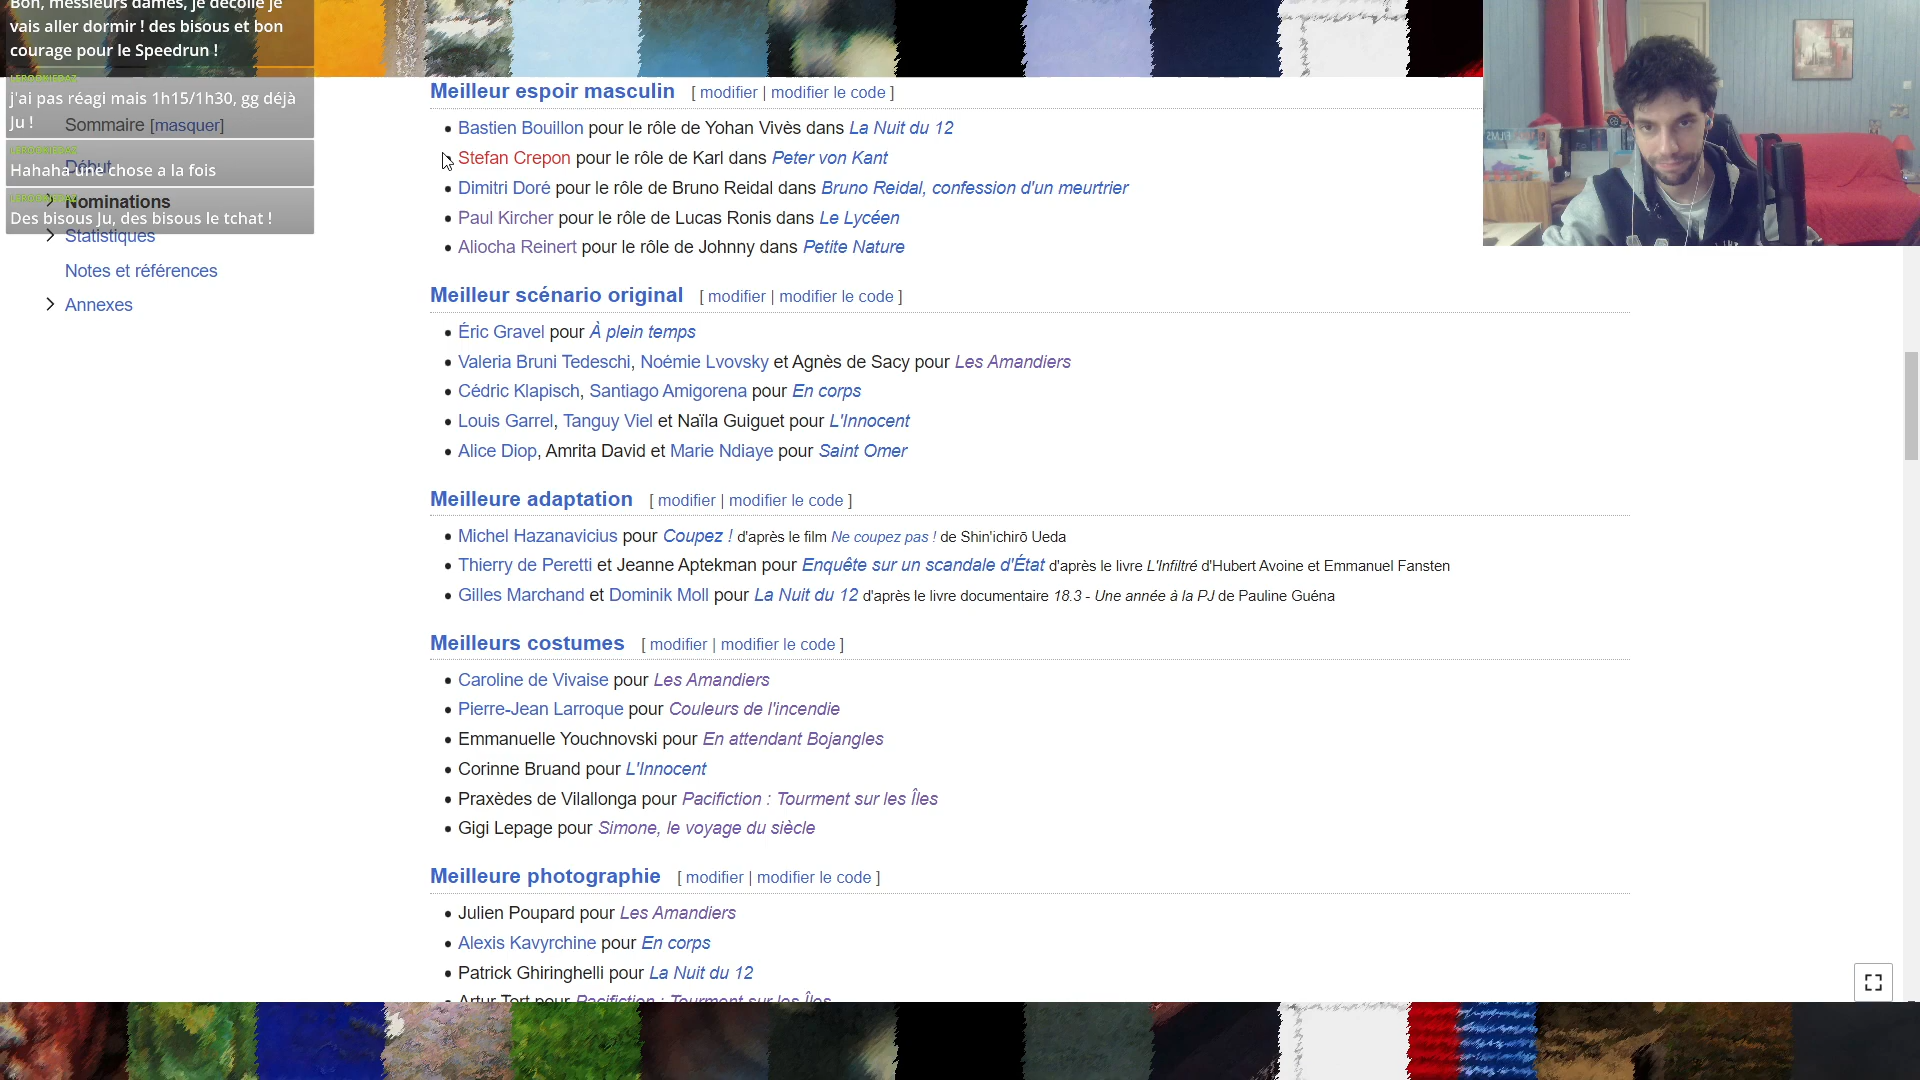 Bon, messieurs dames, je décolle je
vais aller dormir ! des bisous et bon
courage pour le Speedrun !
j'ai pas réagi mais 1h15/1h30, gg déjà
Ju !
Sommaire [masquer]
Début
Hahaha une chose a la fois
Nominations
Des bisous Ju, des bisous le tchat !
Statistiques
Notes et références
Annexes
Meilleur espoir masculin [ modifier | modifier le code ]
Bastien Bouillon pour le rôle de Yohan Vivès dans La Nuit du 12
Stefan Crepon pour le rôle de Karl dans Peter von Kant
Dimitri Doré pour le rôle de Bruno Reidal dans Bruno Reidal, confession d'un meurtrier
Paul Kircher pour le rôle de Lucas Ronis dans Le Lycéen
Aliocha Reinert pour le rôle de Johnny dans Petite Nature
Meilleur scénario original [ modifier | modifier le code ]
Éric Gravel pour À plein temps
Valeria Bruni Tedeschi, Noémie Lvovsky et Agnès de Sacy pour Les Amandiers
Cédric Klapisch, Santiago Amigorena pour En corps
Louis Garrel, Tanguy Viel et Naïla Guiguet pour L'Innocent
Alice Diop, Amrita David et Marie Ndiaye pour Saint Omer
Meilleure adaptation [ modifier | modifier le code ]
Michel Hazanavicius pour Coupez ! d'après le film Ne coupez pas ! de Shin'ichirō Ueda
Thierry de Peretti et Jeanne Aptekman pour Enquête sur un scandale d'État d'après le livre L'Infiltré d'Hubert Avoine et Emmanuel Fansten
Gilles Marchand et Dominik Moll pour La Nuit du 12 d'après le livre documentaire 18.3 - Une année à la PJ de Pauline Guéna
Meilleurs costumes [ modifier | modifier le code ]
Caroline de Vivaise pour Les Amandiers
Pierre-Jean Larroque pour Couleurs de l'incendie
Emmanuelle Youchnovski pour En attendant Bojangles
Corinne Bruand pour L'Innocent
Praxèdes de Vilallonga pour Pacifiction : Tourment sur les Îles
Gigi Lepage pour Simone, le voyage du siècle
Meilleure photographie [ modifier | modifier le code ]
Julien Poupard pour Les Amandiers
Alexis Kavyrchine pour En corps
Patrick Ghiringhelli pour La Nuit du 12
Artur Tort pour Pacifiction : Tourment sur les Îles